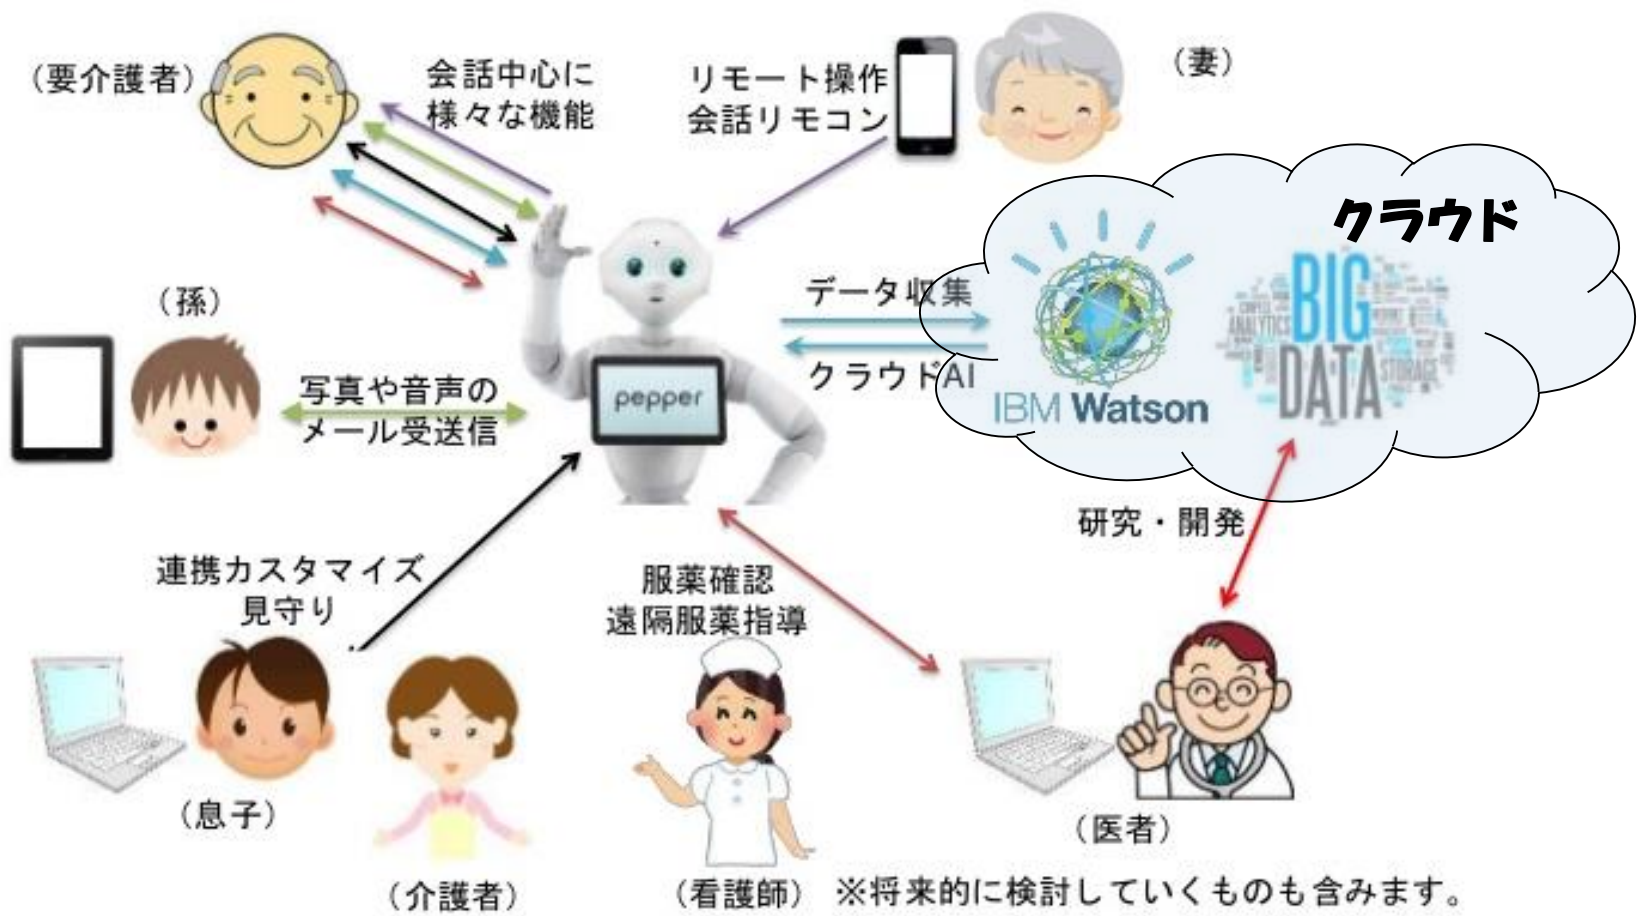 （要介護者）
会話中心に
様々な機能
リモート操作
会話リモコン
（妻）
クラウド
（孫）
データ収集
クラウドAI
IBM Watson
BIG
DATA
ANALYTICS
STORAGE
写真や音声の
メール受送信
pepper
研究・開発
連携カスタマイズ
見守り
服薬確認
遠隔服薬指導
（息子）
（介護者）
（看護師）
（医者）
※将来的に検討していくものも含みます。